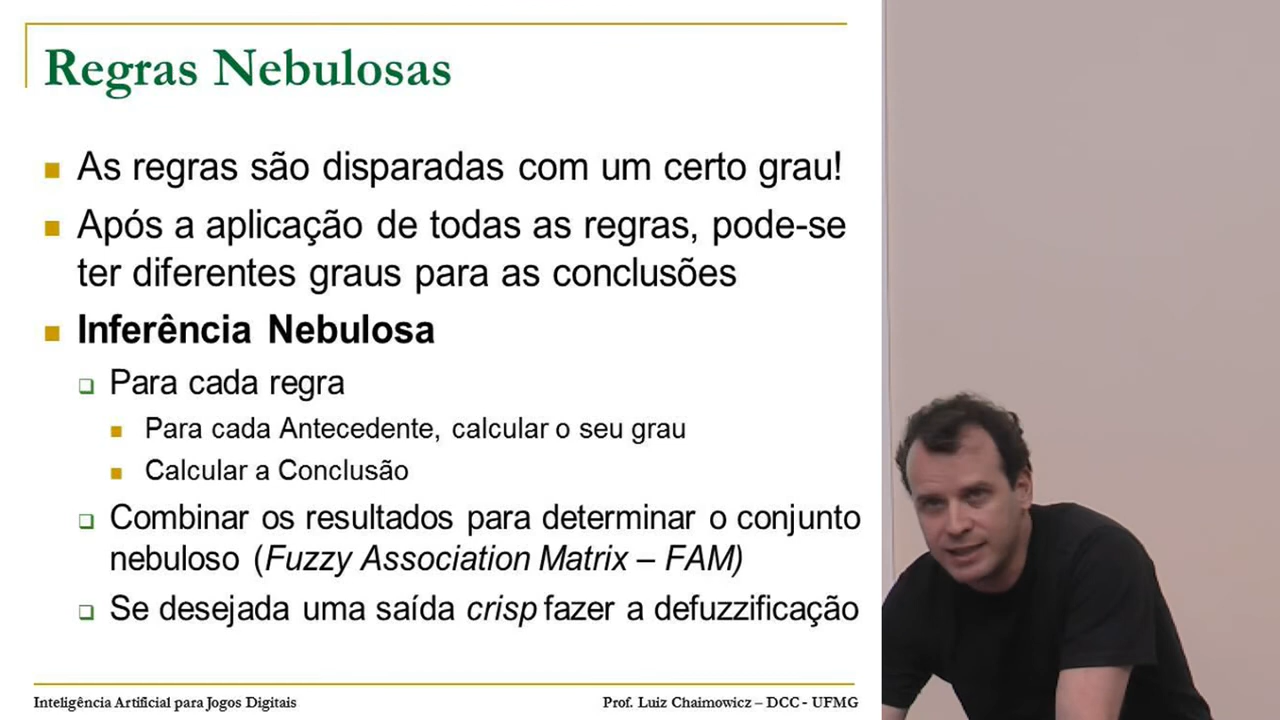 Regras Nebulosas
As regras são disparadas com um certo grau!
Após a aplicação de todas as regras, pode-se
ter diferentes graus para as conclusões
Inferência Nebulosa
Para cada regra
Para cada Antecedente, calcular o seu grau
Calcular a Conclusão
Combinar os resultados para determinar o conjunto
nebuloso (Fuzzy Association Matrix – FAM)
Se desejada uma saída crisp fazer a defuzzificação
Inteligência Artificial para Jogos Digitais
Prof. Luiz Chaimowicz – DCC - UFMG